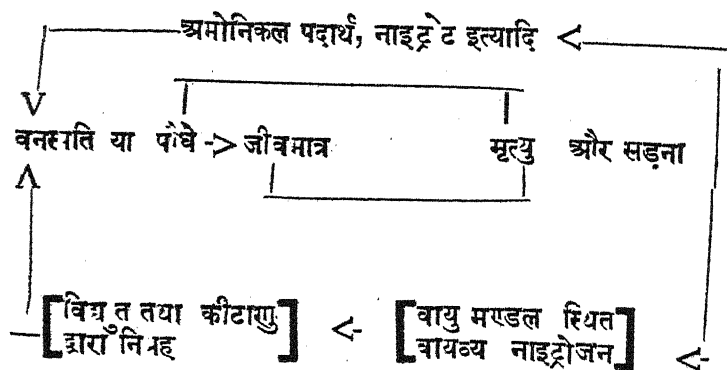 अमोनिकल पदार्थ, नाइट्रेट इत्यादि
वनस्पति या पौधे -> जीवमात्र मृत्यु और सड़ना
[विद्युत तथा कीटाणु] <- [वायु मण्डल स्थित]
[द्वारा निग्रह] [वायव्य नाइट्रोजन]